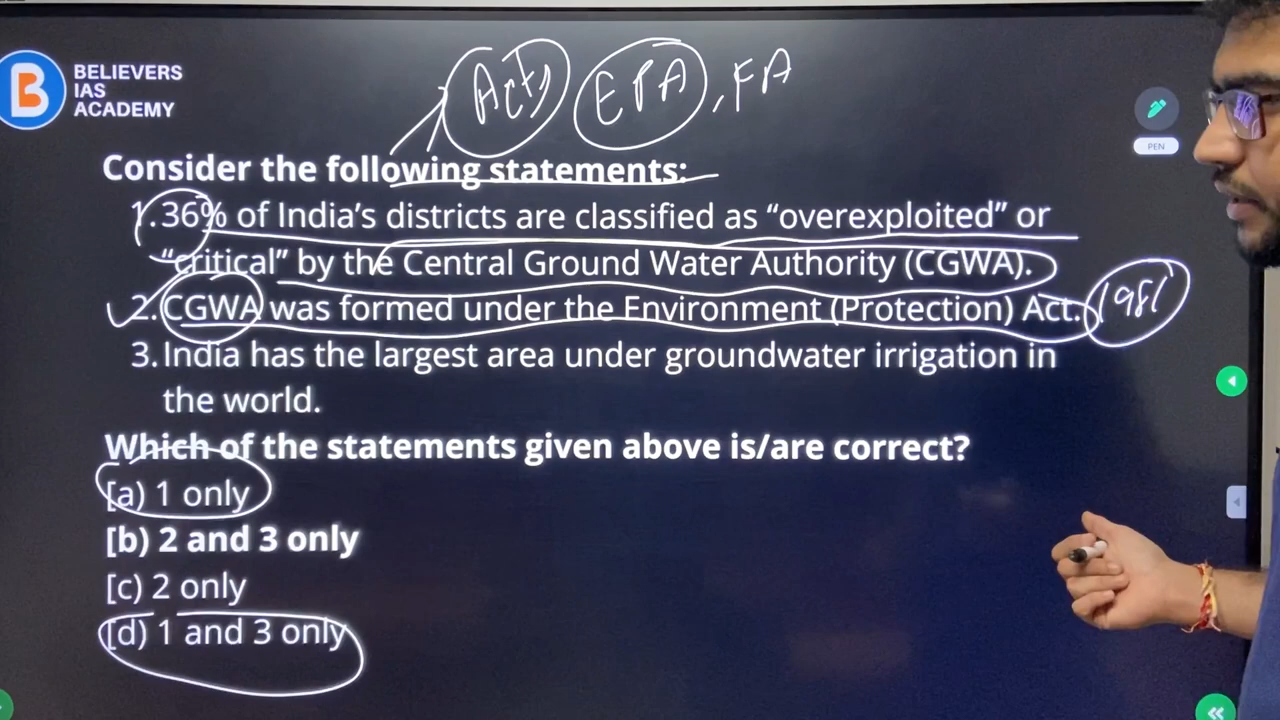 BELIEVERS
IAS
ACADEMY
Acts EPA, FA
Consider the following statements:
1. 36% of India's districts are classified as “overexploited” or
“critical” by the Central Ground Water Authority (CGWA).
2. CGWA was formed under the Environment (Protection) Act. 1981
3. India has the largest area under groundwater irrigation in
the world.
Which of the statements given above is/are correct?
[a) 1 only
[b) 2 and 3 only
[c) 2 only
[d) 1 and 3 only
PEN